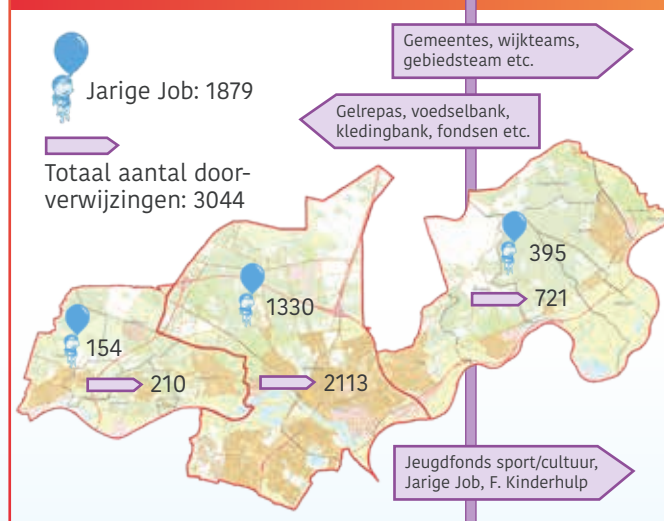 Gemeentes, wijkteams,
gebiedsteam etc.
Jarige Job: 1879
Gelrepas, voedselbank,
kledingbank, fondsen etc.
Totaal aantal door-
verwijzingen: 3044
395
1330
721
154
210
2113
Jeugdfonds sport/cultuur,
Jarige Job, F. Kinderhulp